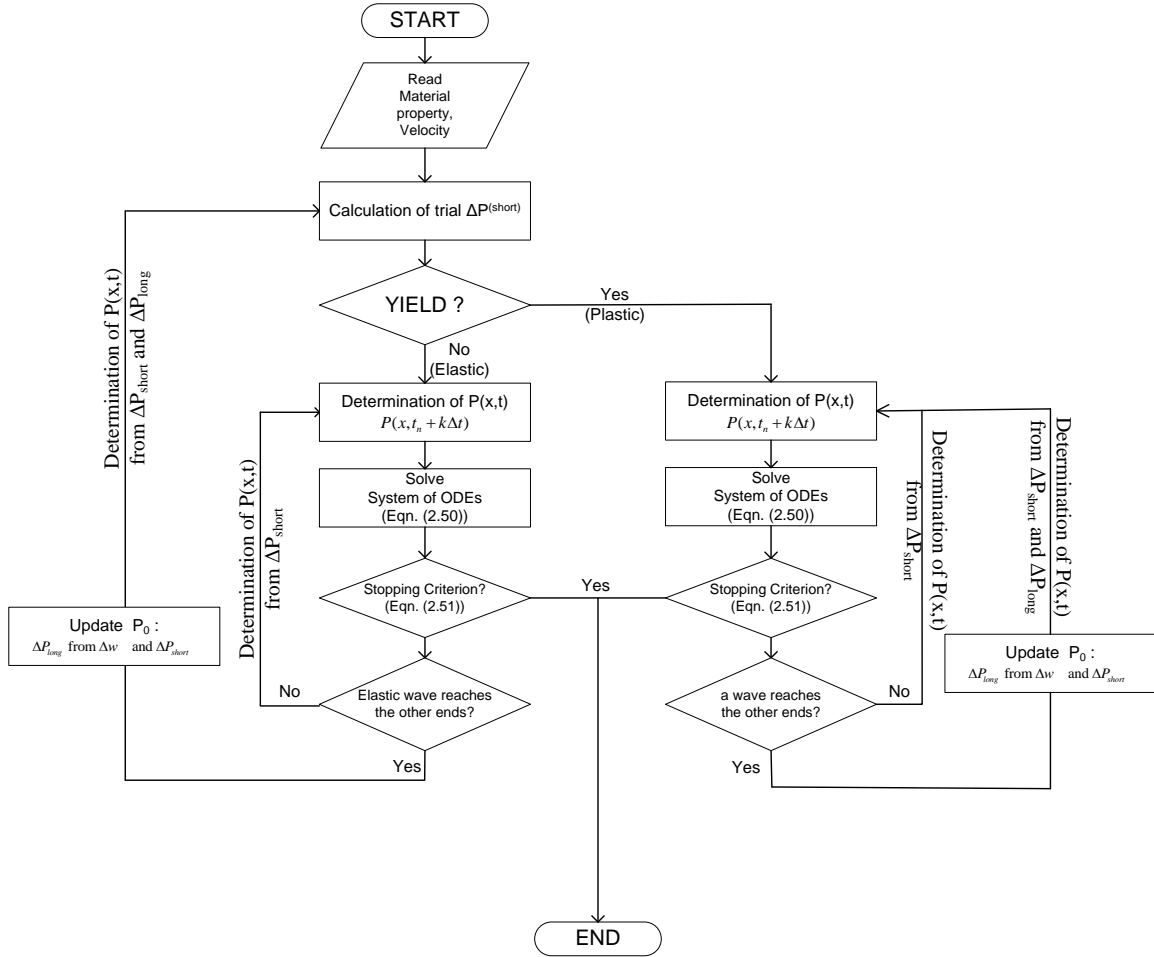 START
Read
Material
property,
Velocity
Calculation of trial ΔP(short)
YIELD ?
Yes
(Plastic)
No
(Elastic)
Determination of P(x,t)
from ΔPshort and ΔPlong
Determination of P(x,t)
P(x, tn + kΔt)
Solve
System of ODEs
(Eqn. (2.50))
Determination of P(x,t)
from ΔPshort
Stopping Criterion?
(Eqn. (2.51))
Yes
Update P0 :
ΔPlong from Δw and ΔPshort
No
Elastic wave reaches
the other ends?
Yes
Determination of P(x,t)
P(x, tn + kΔt)
Solve
System of ODEs
(Eqn. (2.50))
Stopping Criterion?
(Eqn. (2.51))
Determination of P(x,t)
from ΔPshort
Determination of P(x,t)
from ΔPshort and ΔPlong
a wave reaches
the other ends?
No
Update P0 :
ΔPlong from Δw and ΔPshort
Yes
END